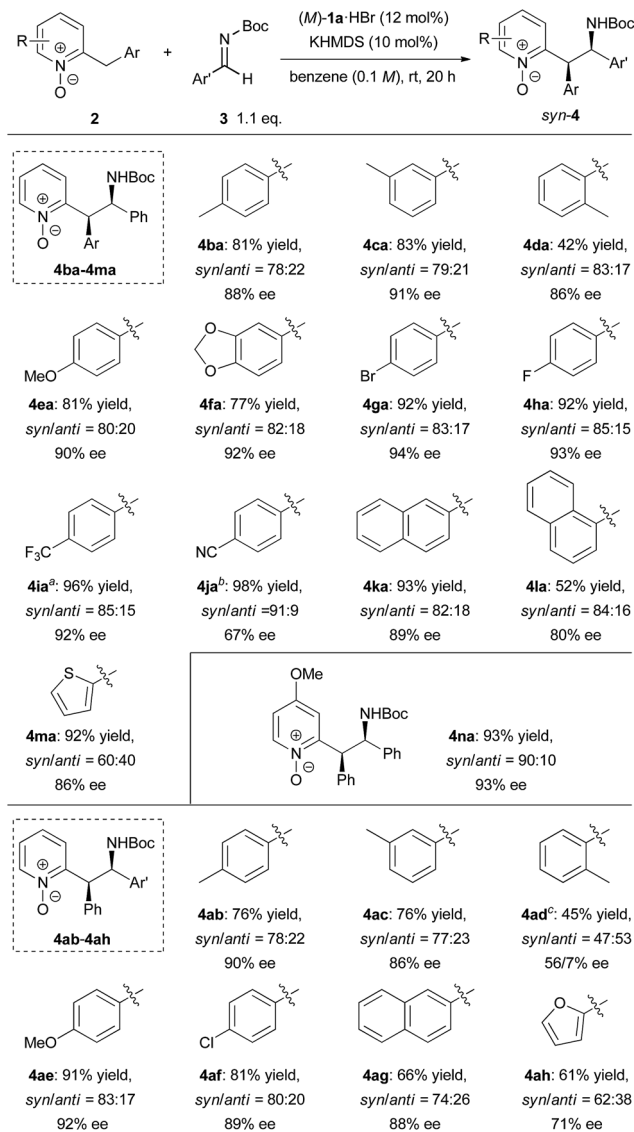 (M)-1a·HBr (12 mol%)
KHMDS (10 mol%)
benzene (0.1 M), rt, 20 h
R
N
⊕
O
⊖
Ar
+
N
Boc
Ar'
H
R
N
⊕
O
⊖
NHBoc
Ar'
Ar
2
3 1.1 eq.
syn-4
N
⊕
O
⊖
NHBoc
Ph
Ar
4ba-4ma
4ba: 81% yield,
syn/anti = 78:22
88% ee
4ca: 83% yield,
syn/anti = 79:21
91% ee
4da: 42% yield,
syn/anti = 83:17
86% ee
MeO
4ea: 81% yield,
syn/anti = 80:20
90% ee
O
O
4fa: 77% yield,
syn/anti = 82:18
92% ee
Br
4ga: 92% yield,
syn/anti = 83:17
94% ee
F
4ha: 92% yield,
syn/anti = 85:15
93% ee
F3C
4ia^a: 96% yield,
syn/anti = 85:15
92% ee
NC
4ja^b: 98% yield,
syn/anti =91:9
67% ee
4ka: 93% yield,
syn/anti = 82:18
89% ee
4la: 52% yield,
syn/anti = 84:16
80% ee
S
4ma: 92% yield,
syn/anti = 60:40
86% ee
OMe
N
⊕
O
⊖
NHBoc
Ph
Ph
4na: 93% yield,
syn/anti = 90:10
93% ee
N
⊕
O
⊖
NHBoc
Ar'
Ph
4ab-4ah
4ab: 76% yield,
syn/anti = 78:22
90% ee
4ac: 76% yield,
syn/anti = 77:23
86% ee
4ad^c: 45% yield,
syn/anti = 47:53
56/7% ee
MeO
4ae: 91% yield,
syn/anti = 83:17
92% ee
Cl
4af: 81% yield,
syn/anti = 80:20
89% ee
4ag: 66% yield,
syn/anti = 74:26
88% ee
O
4ah: 61% yield,
syn/anti = 62:38
71% ee